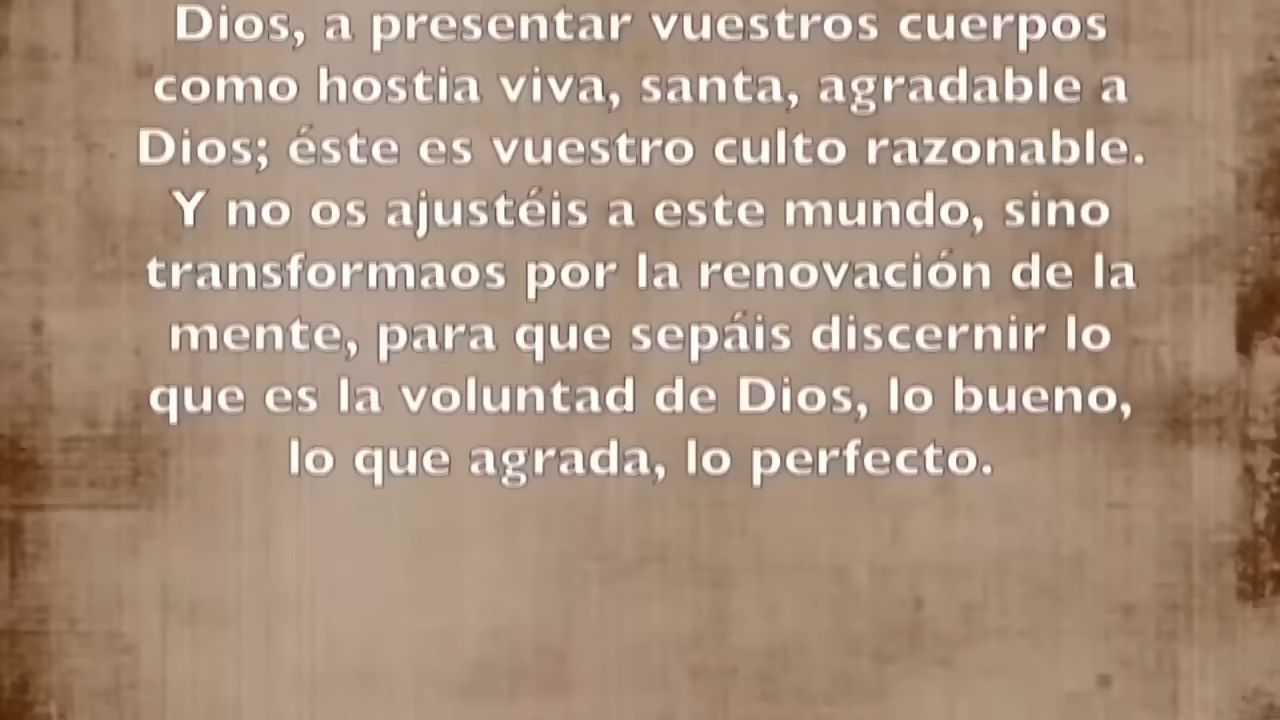 Dios, a presentar vuestros cuerpos
como hostia viva, santa, agradable a
Dios; éste es vuestro culto razonable.
Y no os ajustéis a este mundo, sino
transformaos por la renovación de la
mente, para que sepáis discernir lo
que es la voluntad de Dios, lo bueno,
lo que agrada, lo perfecto.